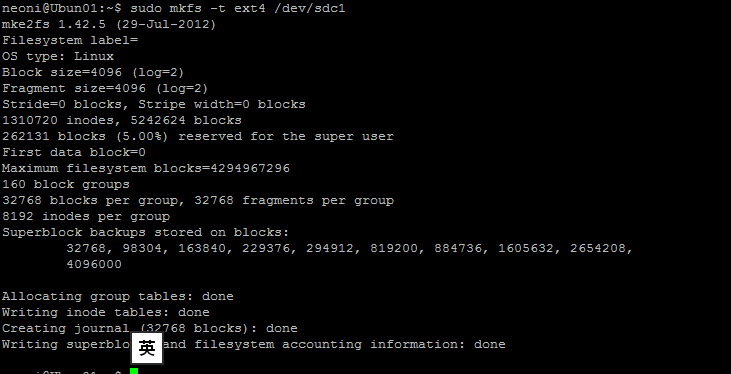 neoni@Ubun01:~$ sudo mkfs -t ext4 /dev/sdc1
mke2fs 1.42.5 (29-Jul-2012)
Filesystem label=
OS type: Linux
Block size=4096 (log=2)
Fragment size=4096 (log=2)
Stride=0 blocks, Stripe width=0 blocks
1310720 inodes, 5242624 blocks
262131 blocks (5.00%) reserved for the super user
First data block=0
Maximum filesystem blocks=4294967296
160 block groups
32768 blocks per group, 32768 fragments per group
8192 inodes per group
Superblock backups stored on blocks:
32768, 98304, 163840, 229376, 294912, 819200, 884736, 1605632, 2654208,
4096000
Allocating group tables: done
Writing inode tables: done
Creating journal (32768 blocks): done
Writing superblo and filesystem accounting information: done
英